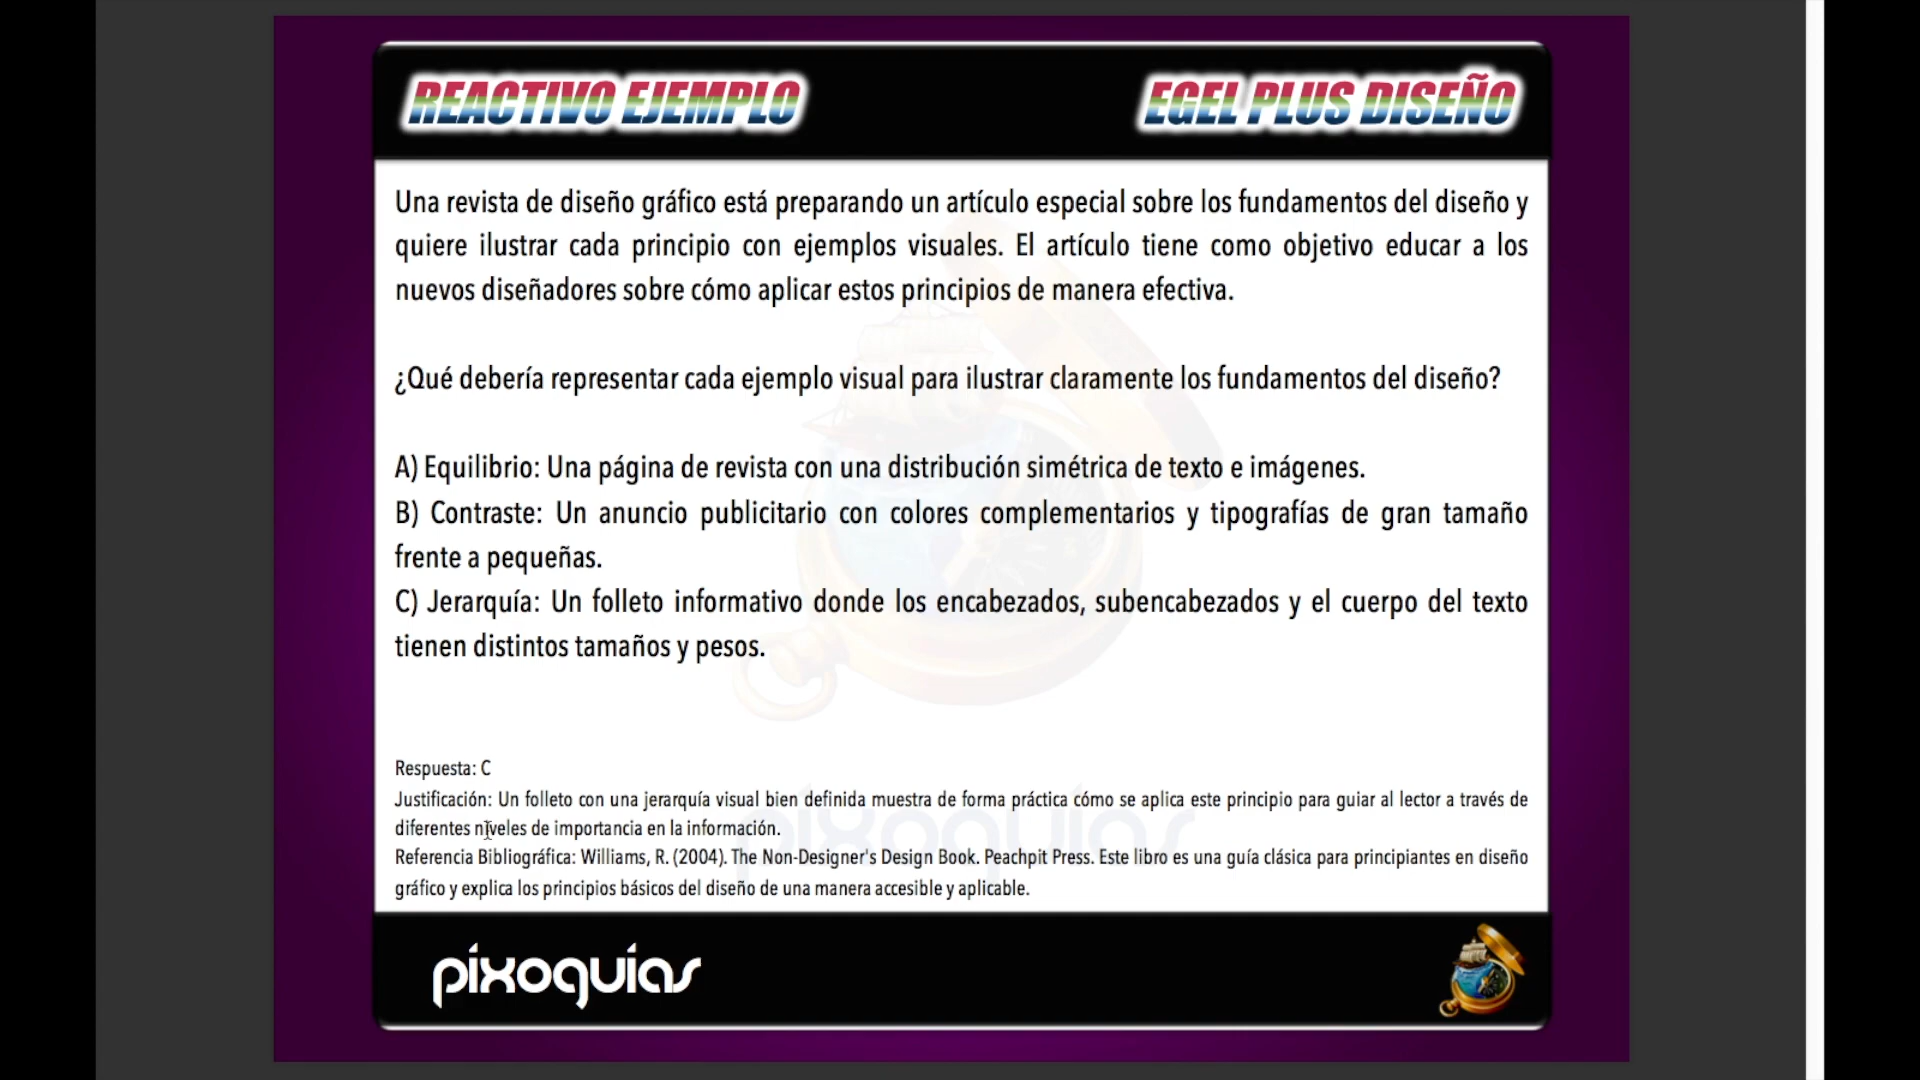 REACTIVO EJEMPLO
EGEL PLUS DISEÑO
Una revista de diseño gráfico está preparando un artículo especial sobre los fundamentos del diseño y
quiere ilustrar cada principio con ejemplos visuales. El artículo tiene como objetivo educar a los
nuevos diseñadores sobre cómo aplicar estos principios de manera efectiva.
¿Qué debería representar cada ejemplo visual para ilustrar claramente los fundamentos del diseño?
A) Equilibrio: Una página de revista con una distribución simétrica de texto e imágenes.
B) Contraste: Un anuncio publicitario con colores complementarios y tipografías de gran tamaño
frente a pequeñas.
C) Jerarquía: Un folleto informativo donde los encabezados, subencabezados y el cuerpo del texto
tienen distintos tamaños y pesos.
Respuesta: C
Justificación: Un folleto con una jerarquía visual bien definida muestra de forma práctica cómo se aplica este principio para guiar al lector a través de
diferentes niveles de importancia en la información.
Referencia Bibliográfica: Williams, R. (2004). The Non-Designer's Design Book. Peachpit Press. Este libro es una guía clásica para principiantes en diseño
gráfico y explica los principios básicos del diseño de una manera accesible y aplicable.
pixoguias
pixoguias